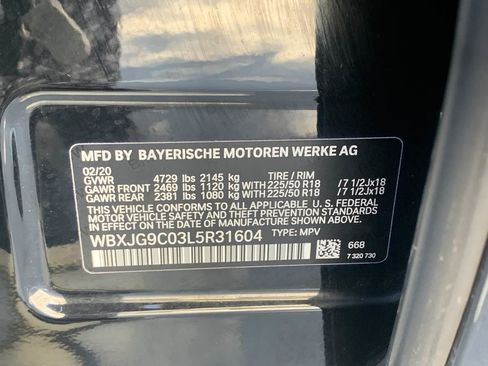 MFD BY BAYERISCHE MOTOREN WERKE AG
02/20 TIRE / RIM
GVWR 4729 lbs 2145 kg
GAWR FRONT 2469 lbs 1120 kg WITH 225/50 R18 /7 1/2Jx18
GAWR REAR 2381 lbs 1080 kg WITH 225/50 R18 /7 1/2Jx18
THIS VEHICLE CONFORMS TO ALL APPLICABLE U.S. FEDERAL
MOTOR VEHICLE SAFETY, BUMPER, AND THEFT PREVENTION STANDARDS
IN EFFECT ON THE DATE OF MANUFACTURE SHOWN ABOVE.
WBXJG9C03L5R31604 TYPE: MPV
668
7 320 730